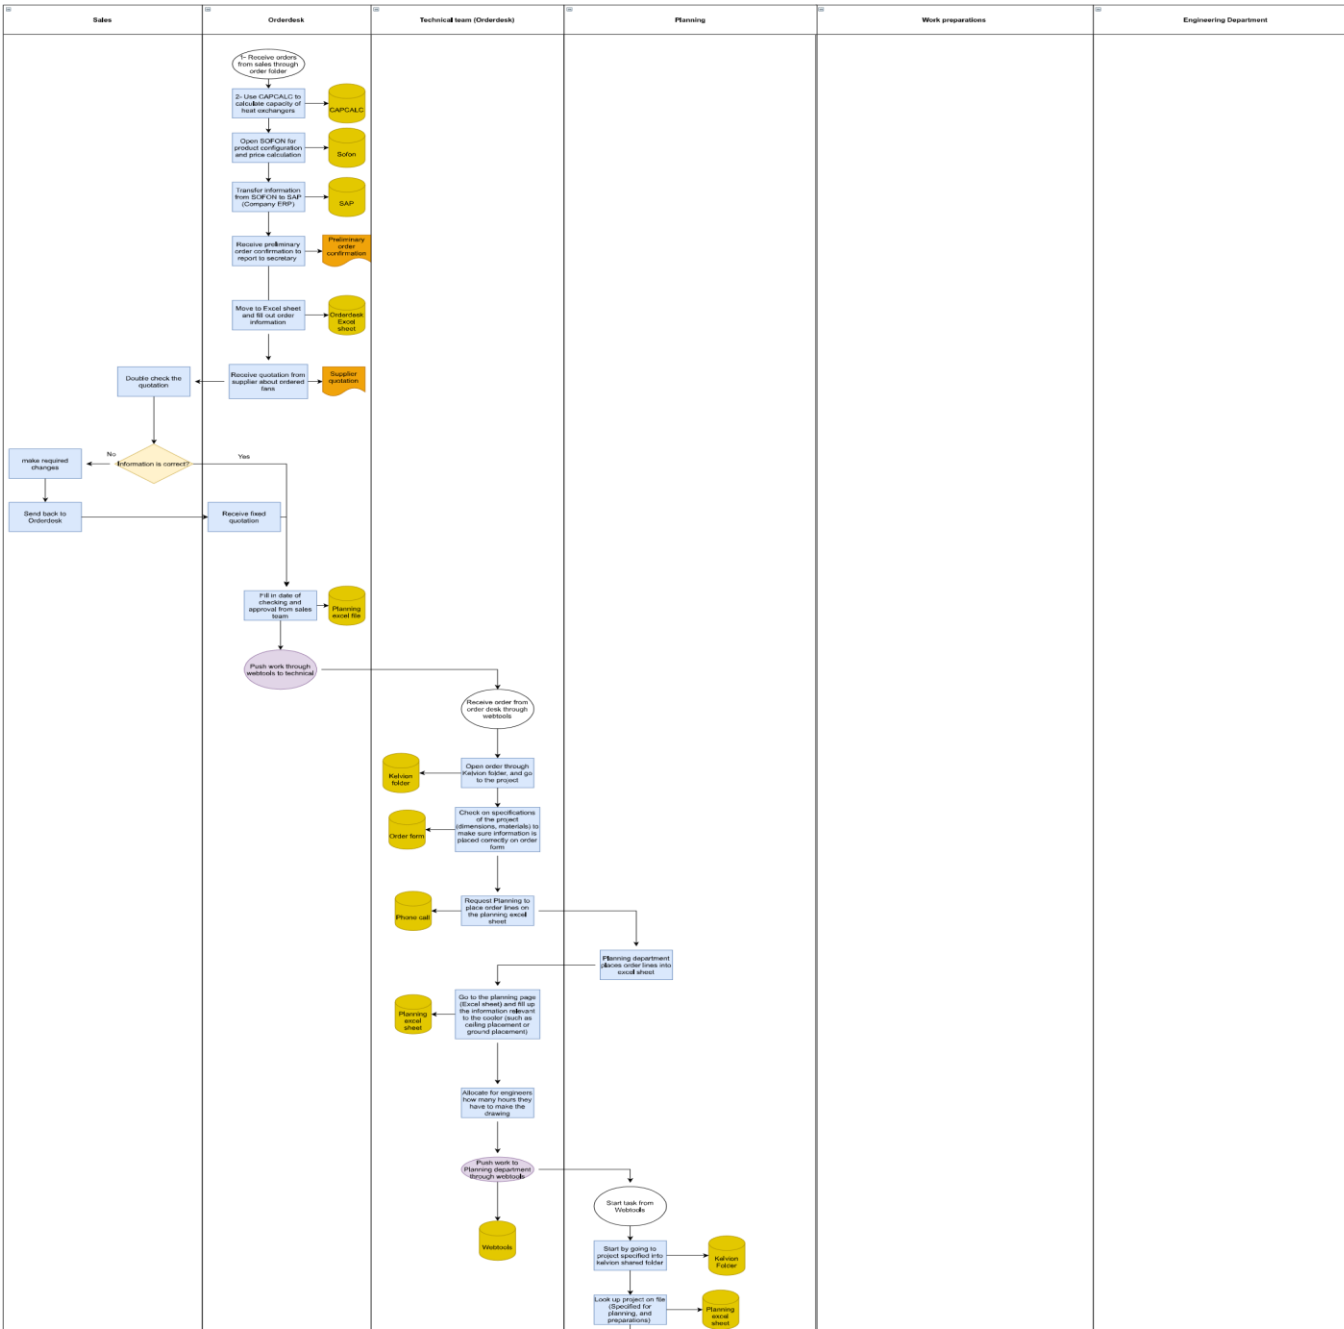 Sales
Orderdesk
Technical team (Orderdesk)
Planning
Work preparations
Engineering Department
1- Receive orders
from sales through
order folder
2- Use CAPCALC to
calculate capacity of
heat exchangers
CAPCALC
Open SOFON for
product configuration
and price calculation
Sofon
Transfer information
from SOFON to SAP
(Company ERP)
SAP
Receive preliminary
order confirmation to
report to secretary
Preliminary
order
confirmation
Move to Excel sheet
and fill out order
information
Orderdesk
Excel
sheet
Double check the
quotation
Receive quotation from
supplier about ordered
fans
Supplier
quotation
make required
changes
No
Information is correct?
Yes
Send back to
Orderdesk
Receive fixed
quotation
Fill in date of
checking and
approval from sales
team
Planning
excel file
Push work through
webtools to technical
Receive order from
order desk through
webtools
Kelvion
folder
Open order through
Kelvion folder, and go
to the project
Order form
Check on specifications
of the project
(dimensions, materials) to
make sure information is
placed correctly on order
form
Phone call
Request Planning to
place order lines on
the planning excel
sheet
Planning department
places order lines into
excel sheet
Planning
excel
sheet
Go to the planning page
(Excel sheet) and fill up
the information relevant
to the cooler (such as
ceiling placement or
ground placement)
Allocate for engineers
how many hours they
have to make the
drawing
Push work to
Planning department
through webtools
Webtools
Start task from
Webtools
Start by going to
project specified into
kelvion shared folder
Kelvion
Folder
Look up project on file
(Specified for
planning, and
preparations)
Planning
excel
sheet